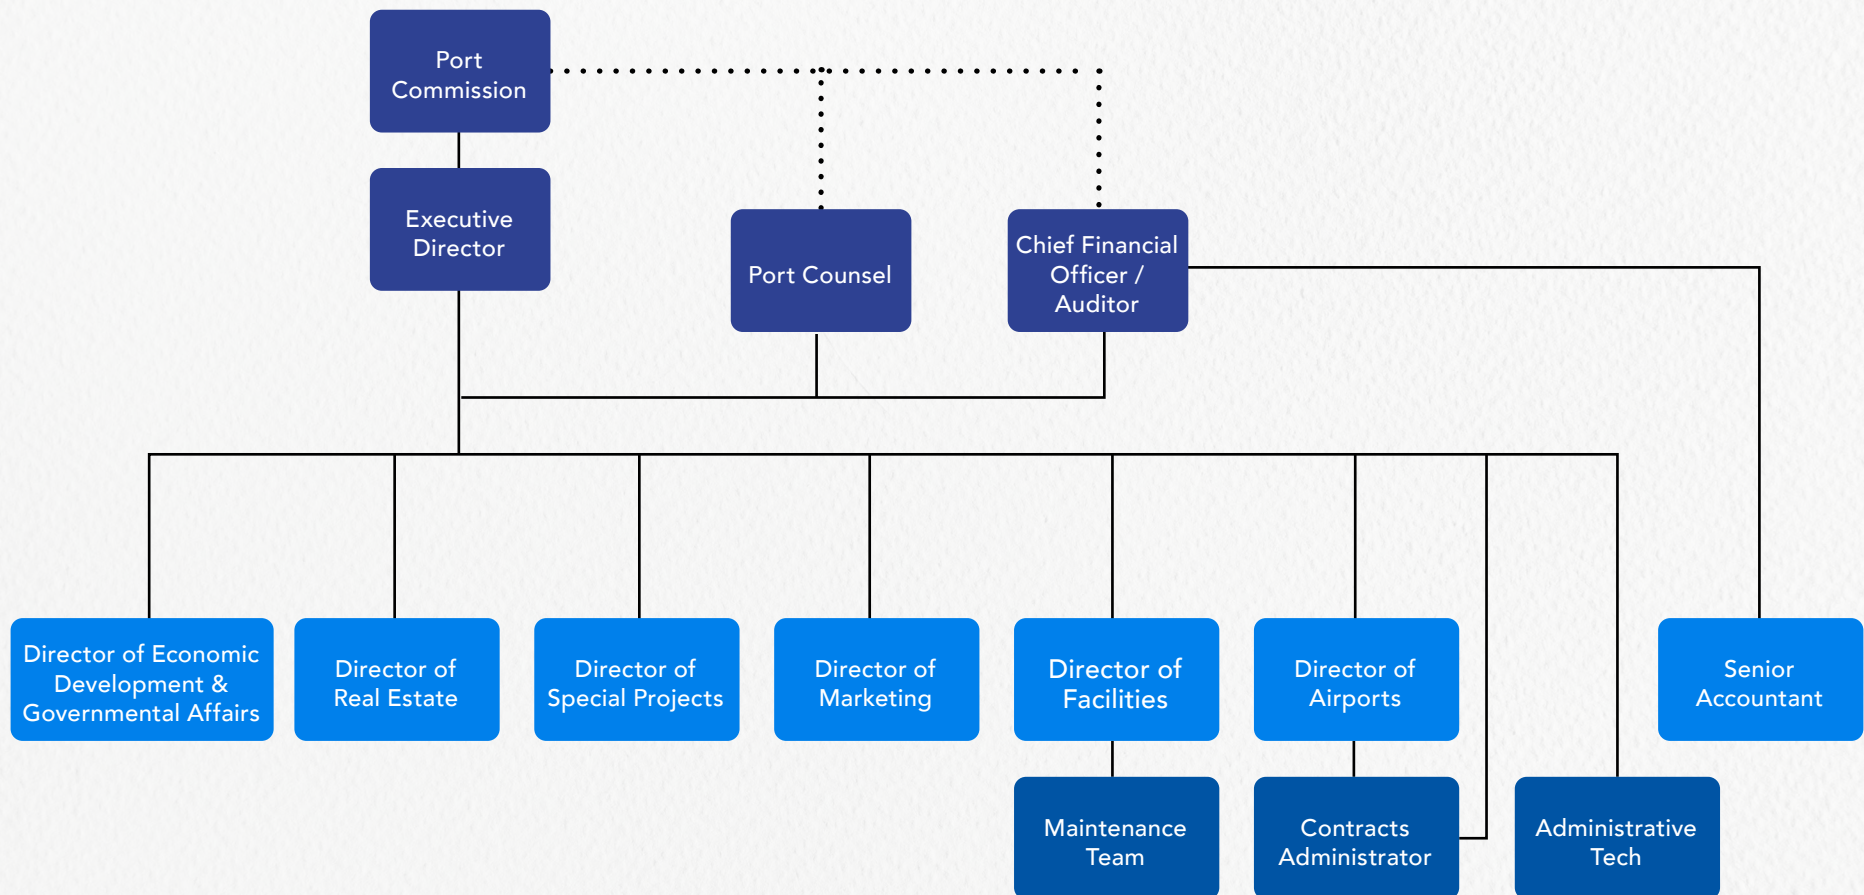 Port
Commission
Executive
Director
Port Counsel
Chief Financial
Officer /
Auditor
Director of Economic
Development &
Governmental Affairs
Director of
Real Estate
Director of
Special Projects
Director of
Marketing
Director of
Facilities
Director of
Airports
Senior
Accountant
Maintenance
Team
Contracts
Administrator
Administrative
Tech